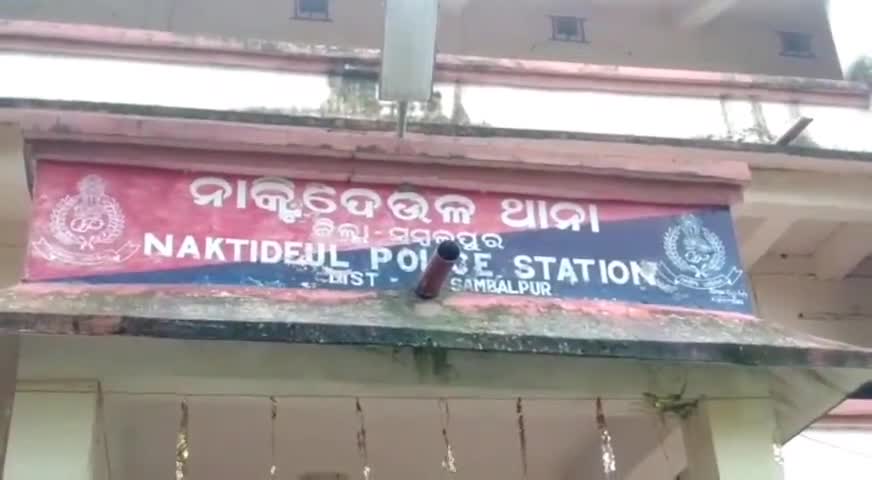 ନାକ୍ଟିଦେଉଳ ଥାନା
ଜିଲ୍ଲା - ସମ୍ବଲପୁର
NAKTIDEUL POLICE STATION
DIST - SAMBALPUR